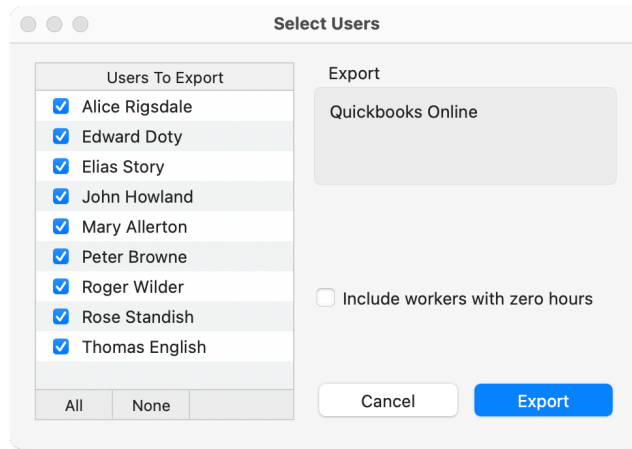 Select Users
Users To Export
Alice Rigsdale
Edward Doty
Elias Story
John Howland
Mary Allerton
Peter Browne
Roger Wilder
Rose Standish
Thomas English
All
None
Export
Quickbooks Online
Include workers with zero hours
Cancel
Export